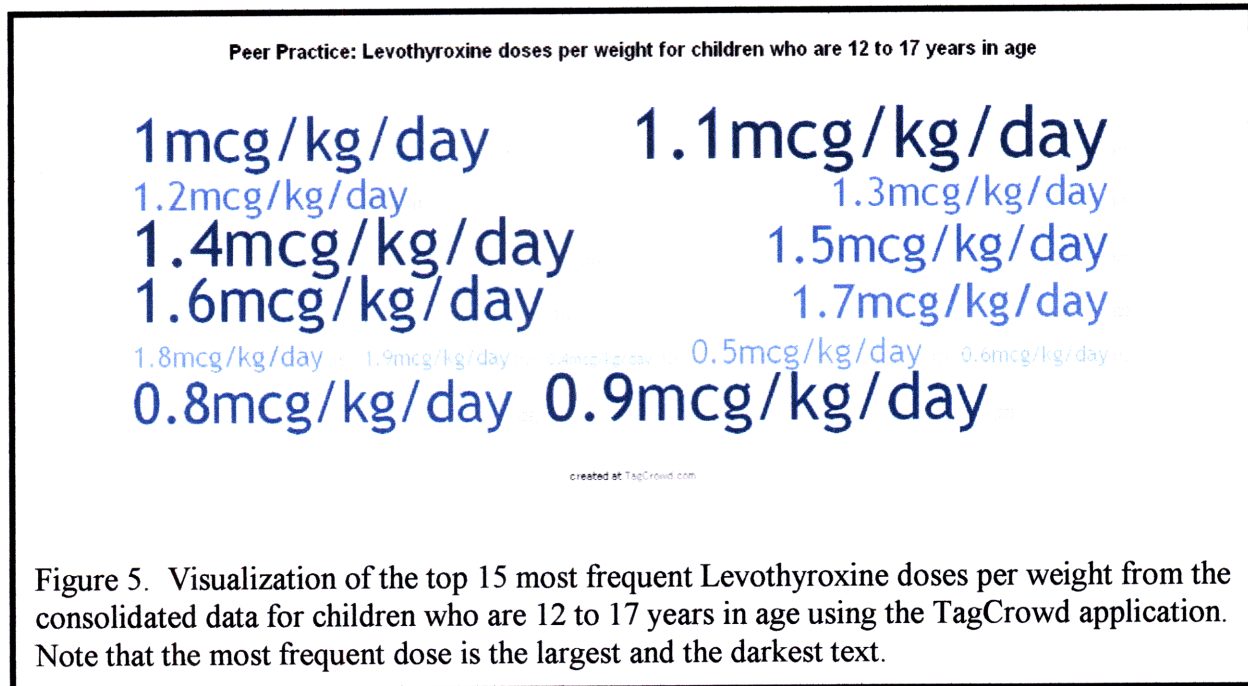 Peer Practice: Levothyroxine doses per weight for children who are 12 to 17 years in age
1mcg/kg/day 1.1mcg/kg/day
1.2mcg/kg/day 1.3mcg/kg/day
1.4mcg/kg/day 1.5mcg/kg/day
1.6mcg/kg/day 1.7mcg/kg/day
1.8mcg/kg/day 1.9mcg/kg/day 0.5mcg/kg/day 0.6mcg/kg/day
0.8mcg/kg/day 0.9mcg/kg/day
created at TagCrowd.com
Figure 5. Visualization of the top 15 most frequent Levothyroxine doses per weight from the
consolidated data for children who are 12 to 17 years in age using the TagCrowd application.
Note that the most frequent dose is the largest and the darkest text.